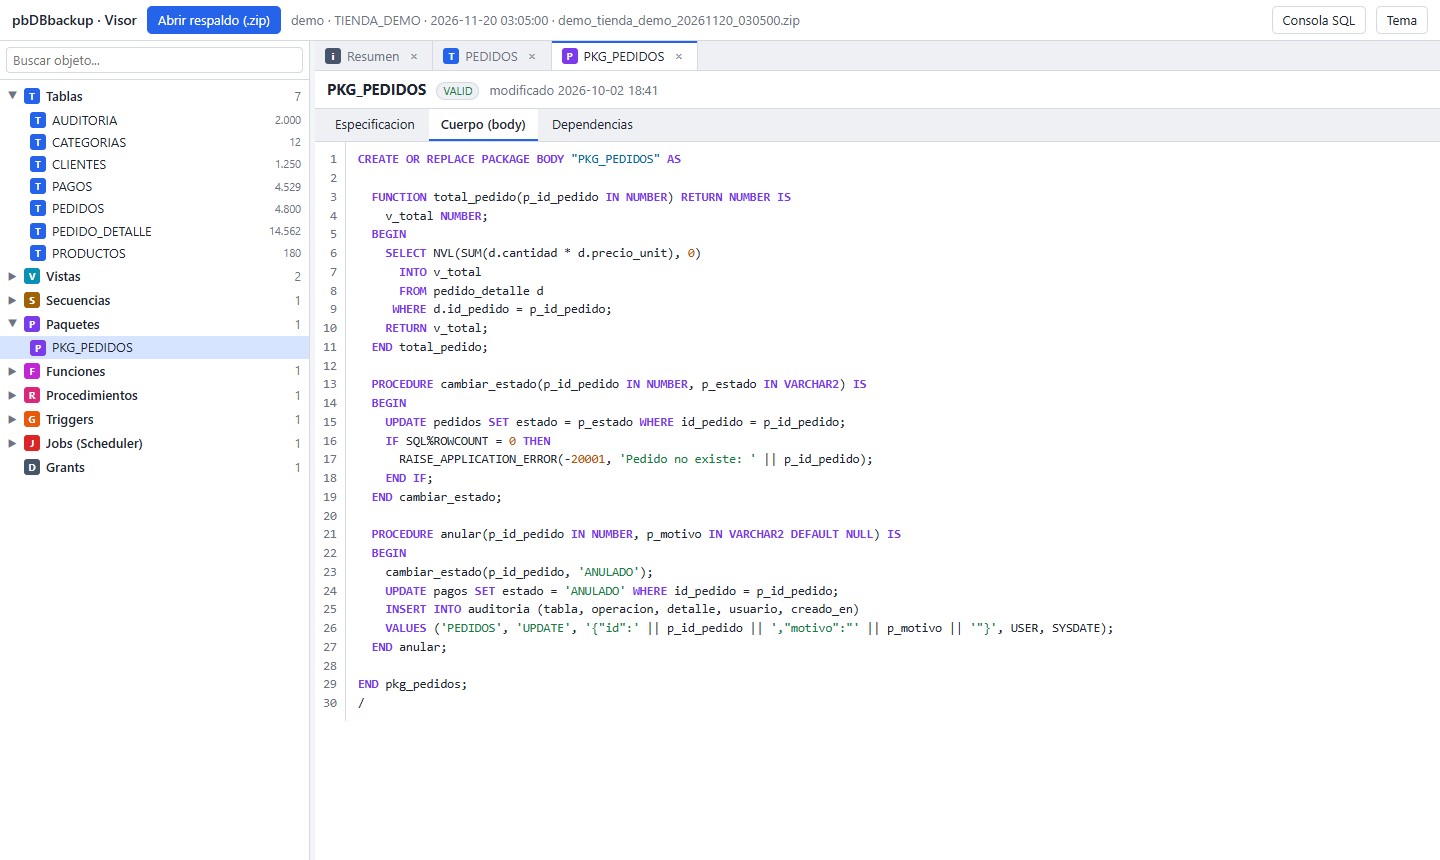 pbDBbackup · Visor
Abrir respaldo (.zip)
demo · TIENDA_DEMO · 2026-11-20 03:05:00 · demo_tienda_demo_20261120_030500.zip
Consola SQL
Tema
Buscar objeto...
T Tablas 7
T AUDITORIA 2.000
T CATEGORIAS 12
T CLIENTES 1.250
T PAGOS 4.529
T PEDIDOS 4.800
T PEDIDO_DETALLE 14.562
T PRODUCTOS 180
V Vistas 2
S Secuencias 1
P Paquetes 1
P PKG_PEDIDOS
F Funciones 1
R Procedimientos 1
G Triggers 1
J Jobs (Scheduler) 1
D Grants 1
i Resumen ×
T PEDIDOS ×
P PKG_PEDIDOS ×
PKG_PEDIDOS VALID modificado 2026-10-02 18:41
Especificacion
Cuerpo (body)
Dependencias
1 CREATE OR REPLACE PACKAGE BODY "PKG_PEDIDOS" AS
2
3   FUNCTION total_pedido(p_id_pedido IN NUMBER) RETURN NUMBER IS
4     v_total NUMBER;
5   BEGIN
6     SELECT NVL(SUM(d.cantidad * d.precio_unit), 0)
7       INTO v_total
8       FROM pedido_detalle d
9      WHERE d.id_pedido = p_id_pedido;
10     RETURN v_total;
11   END total_pedido;
12
13   PROCEDURE cambiar_estado(p_id_pedido IN NUMBER, p_estado IN VARCHAR2) IS
14   BEGIN
15     UPDATE pedidos SET estado = p_estado WHERE id_pedido = p_id_pedido;
16     IF SQL%ROWCOUNT = 0 THEN
17       RAISE_APPLICATION_ERROR(-20001, 'Pedido no existe: ' || p_id_pedido);
18     END IF;
19   END cambiar_estado;
20
21   PROCEDURE anular(p_id_pedido IN NUMBER, p_motivo IN VARCHAR2 DEFAULT NULL) IS
22   BEGIN
23     cambiar_estado(p_id_pedido, 'ANULADO');
24     UPDATE pagos SET estado = 'ANULADO' WHERE id_pedido = p_id_pedido;
25     INSERT INTO auditoria (tabla, operacion, detalle, usuario, creado_en)
26     VALUES ('PEDIDOS', 'UPDATE', '{"id":' || p_id_pedido || ',"motivo":"' || p_motivo || '"}', USER, SYSDATE);
27   END anular;
28
29 END pkg_pedidos;
30 /